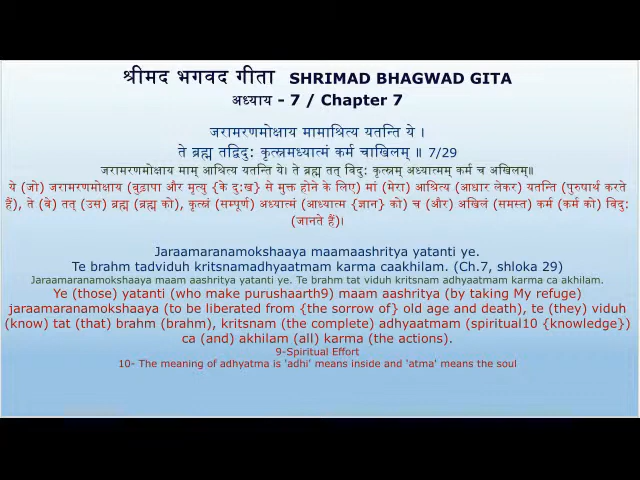 श्रीमद भगवद गीता SHRIMAD BHAGWAD GITA
अध्याय - 7 / Chapter 7
जरामरणमोक्षाय मामाश्रित्य यतन्ति ये ।
ते ब्रह्म तद्विदुः कृत्स्नमध्यात्मं कर्म चाखिलम् ॥ 7/29
जरामरणमोक्षाय माम् आश्रित्य यतन्ति ये। ते ब्रह्म तत् विदुः कृत्स्नम् अध्यात्मम् कर्म च अखिलम्॥
ये (जो) जरामरणमोक्षाय (बुढ़ापा और मृत्यु {के दुःख} से मुक्त होने के लिए) मां (मेरा) आश्रित्य (आधार लेकर) यतन्ति (पुरुषार्थ करते
हैं), ते (वे) तत् (उस) ब्रह्म (ब्रह्म को), कृत्स्नं (सम्पूर्ण) अध्यात्मं (आध्यात्म {ज्ञान} को) च (और) अखिलं (समस्त) कर्म (कर्म को) विदुः
(जानते हैं)।
Jaraamaranamokshaaya maamaashritya yatanti ye.
Te brahm tadviduh kritsnamadhyaatmam karma caakhilam. (Ch.7, shloka 29)
Jaraamaranamokshaaya maam aashritya yatanti ye. Te brahm tat viduh kritsnam adhyaatmam karma ca akhilam.
Ye (those) yatanti (who make purushaarth9) maam aashritya (by taking My refuge)
jaraamaranamokshaaya (to be liberated from {the sorrow of} old age and death), te (they) viduh
(know) tat (that) brahm (brahm), kritsnam (the complete) adhyaatmam (spiritual10 {knowledge})
ca (and) akhilam (all) karma (the actions).
9-Spiritual Effort
10- The meaning of adhyatma is 'adhi' means inside and 'atma' means the soul